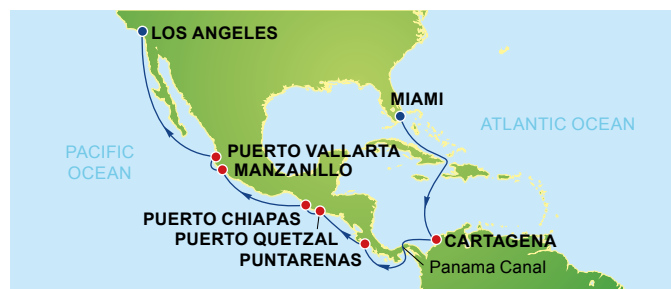 LOS ANGELES
MIAMI
ATLANTIC OCEAN
PACIFIC
OCEAN
PUERTO VALLARTA
MANZANILLO
PUERTO CHIAPAS
PUERTO QUETZAL
PUNTARENAS
CARTAGENA
Panama Canal